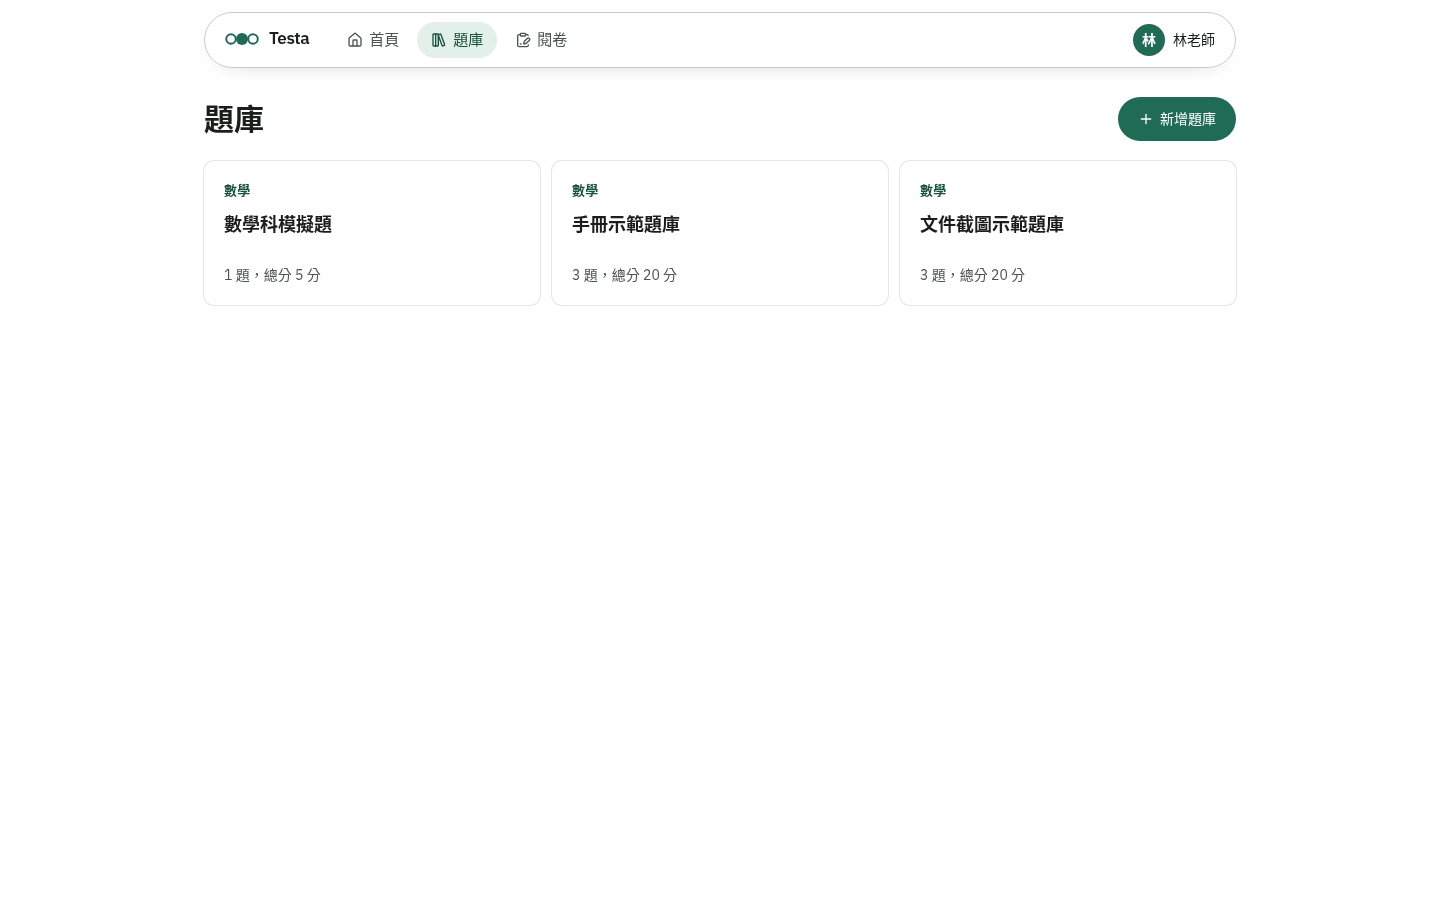 Testa
首頁
題庫
閱卷
林
林老師
題庫
新增題庫
數學
數學科模擬題
1 題，總分 5 分
數學
手冊示範題庫
3 題，總分 20 分
數學
文件截圖示範題庫
3 題，總分 20 分